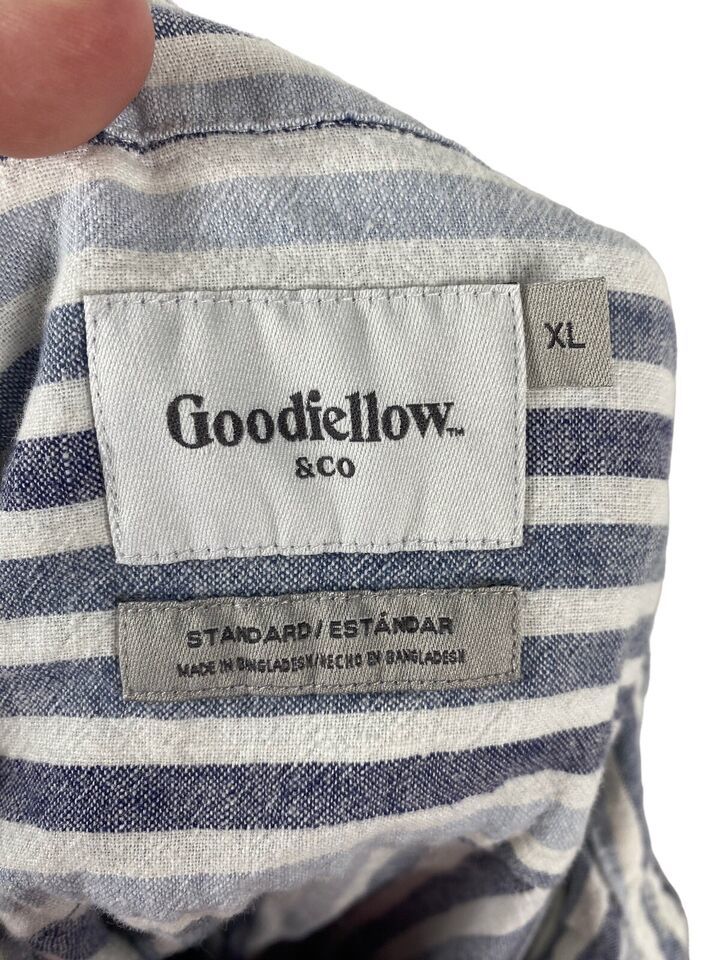 Goodfellow™
&Co
XL
STANDARD/ESTÁNDAR
MADE IN BANGLADESH/HECHO EN BANGLADESH